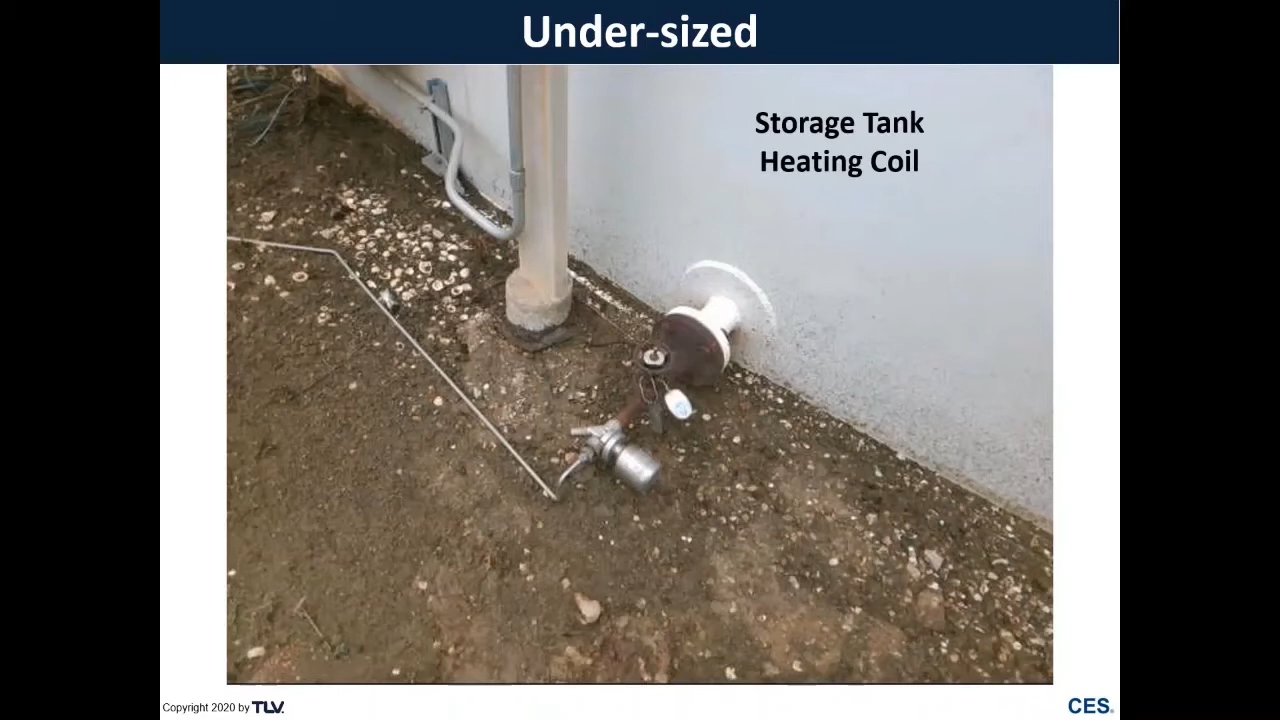 Under-sized
Storage Tank
Heating Coil
Copyright 2020 by TLV.
CES.